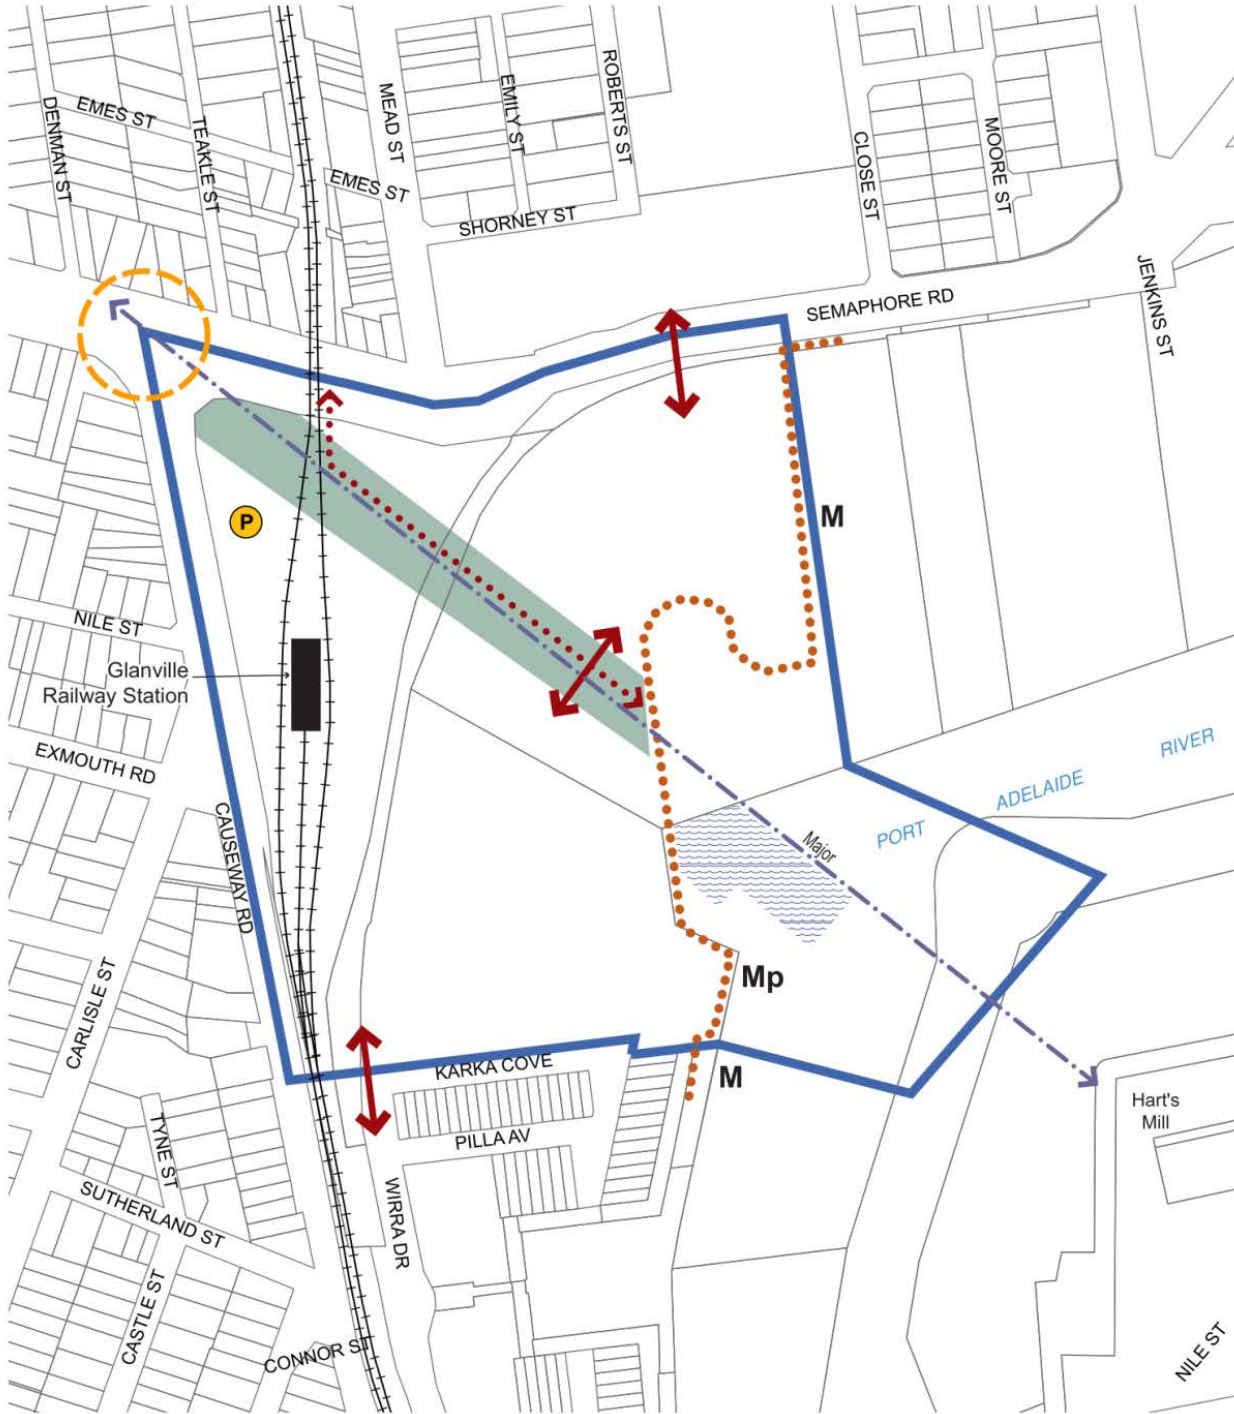 DENMAN ST
EMES ST
TEAKLE ST
MEAD ST
EMES ST
EMILY ST
ROBERTS ST
SHORNEY ST
CLOSE ST
MOORE ST
JENKINS ST
SEMAPHORE RD
P
M
NILE ST
Glanville
Railway Station
EXMOUTH RD
CAUSEWAY RD
RIVER
ADELAIDE
PORT
Major
CARLISLE ST
Mp
KARKA COVE
M
PILLA AV
Hart's
Mill
TYNE ST
SUTHERLAND ST
WIRRA DR
CASTLE ST
CONNOR ST
NILE ST